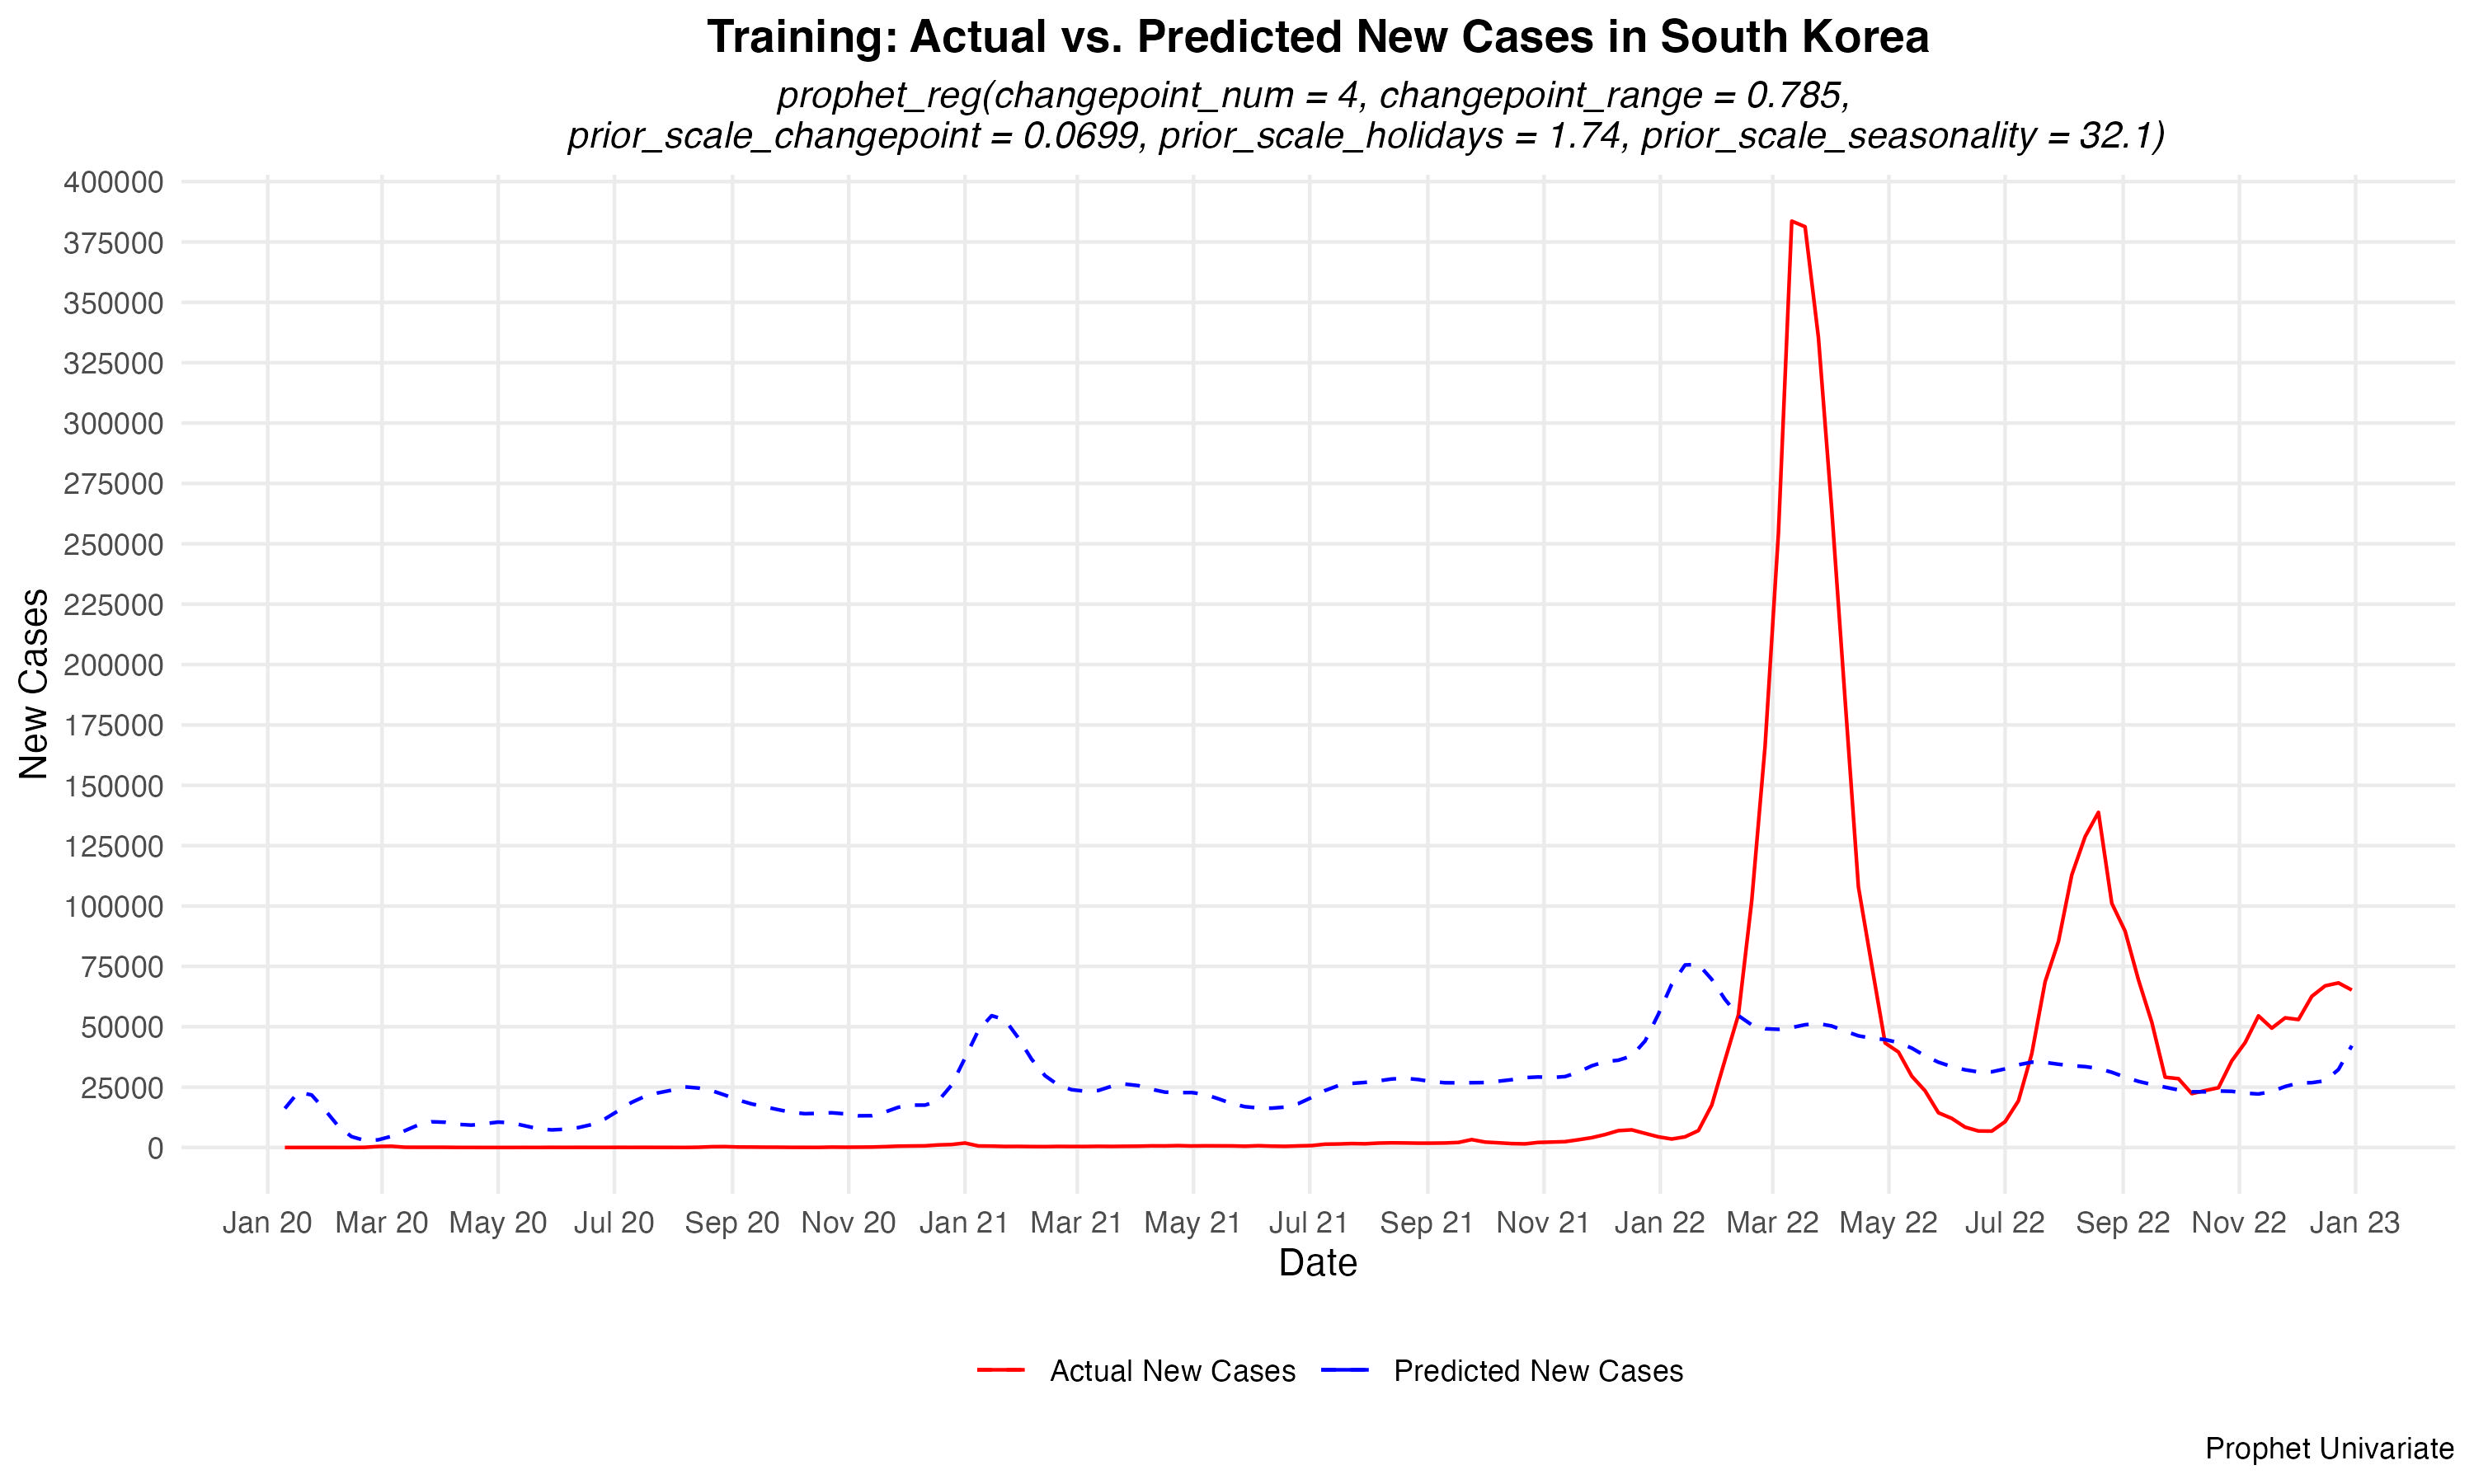 Training: Actual vs. Predicted New Cases in South Korea
prophet_reg(changepoint_num = 4, changepoint_range = 0.785,
prior_scale_changepoint = 0.0699, prior_scale_holidays = 1.74, prior_scale_seasonality = 32.1)
New Cases
400000
375000
350000
325000
300000
275000
250000
225000
200000
175000
150000
125000
100000
75000
50000
25000
0
Jan 20 Mar 20 May 20 Jul 20 Sep 20 Nov 20 Jan 21 Mar 21 May 21 Jul 21 Sep 21 Nov 21 Jan 22 Mar 22 May 22 Jul 22 Sep 22 Nov 22 Jan 23
Date
Actual New Cases Predicted New Cases
Prophet Univariate